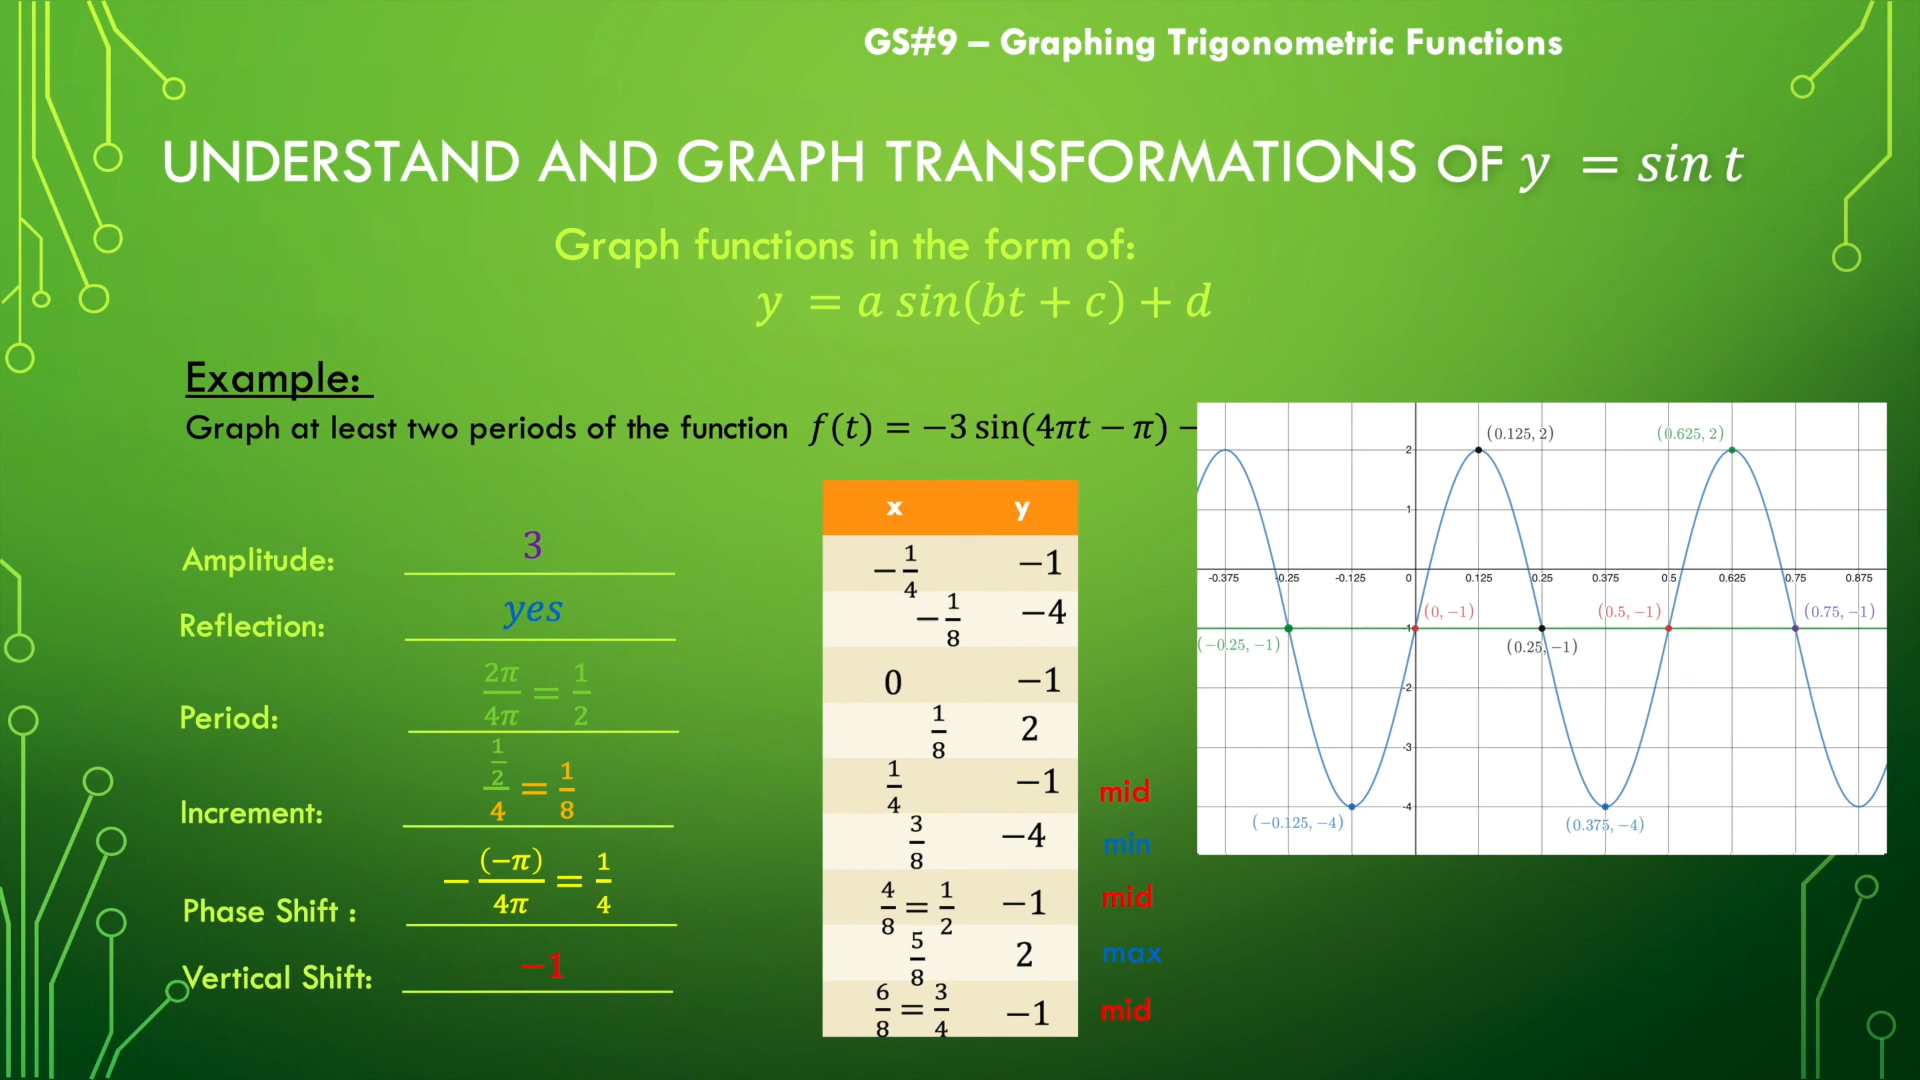 GS#9 – Graphing Trigonometric Functions
UNDERSTAND AND GRAPH TRANSFORMATIONS OF y = sin t
Graph functions in the form of:
y = a sin(bt + c) + d
Example:
Graph at least two periods of the function f(t) = −3 sin(4πt − π) −
Amplitude: 3
Reflection: yes
Period: 2π/4π = 1/2
Increment: 1/2/4 = 1/8
Phase Shift : −(−π)/4π = 1/4
Vertical Shift: −1
x y
−1/4 −1
−1/8 −4
0 −1
1/8 2
1/4 −1 mid
3/8 −4 min
4/8 = 1/2 −1 mid
5/8 2 max
6/8 = 3/4 −1 mid
(0.125, 2) (0.625, 2)
2
1
-0.375 -0.25 -0.125 0 0.125 0.25 0.375 0.5 0.625 0.75 0.875
(0, −1) (0.5, −1) (0.75, −1)
-1
(−0.25, −1) (0.25, −1)
-2
-3
-4
(−0.125, −4) (0.375, −4)